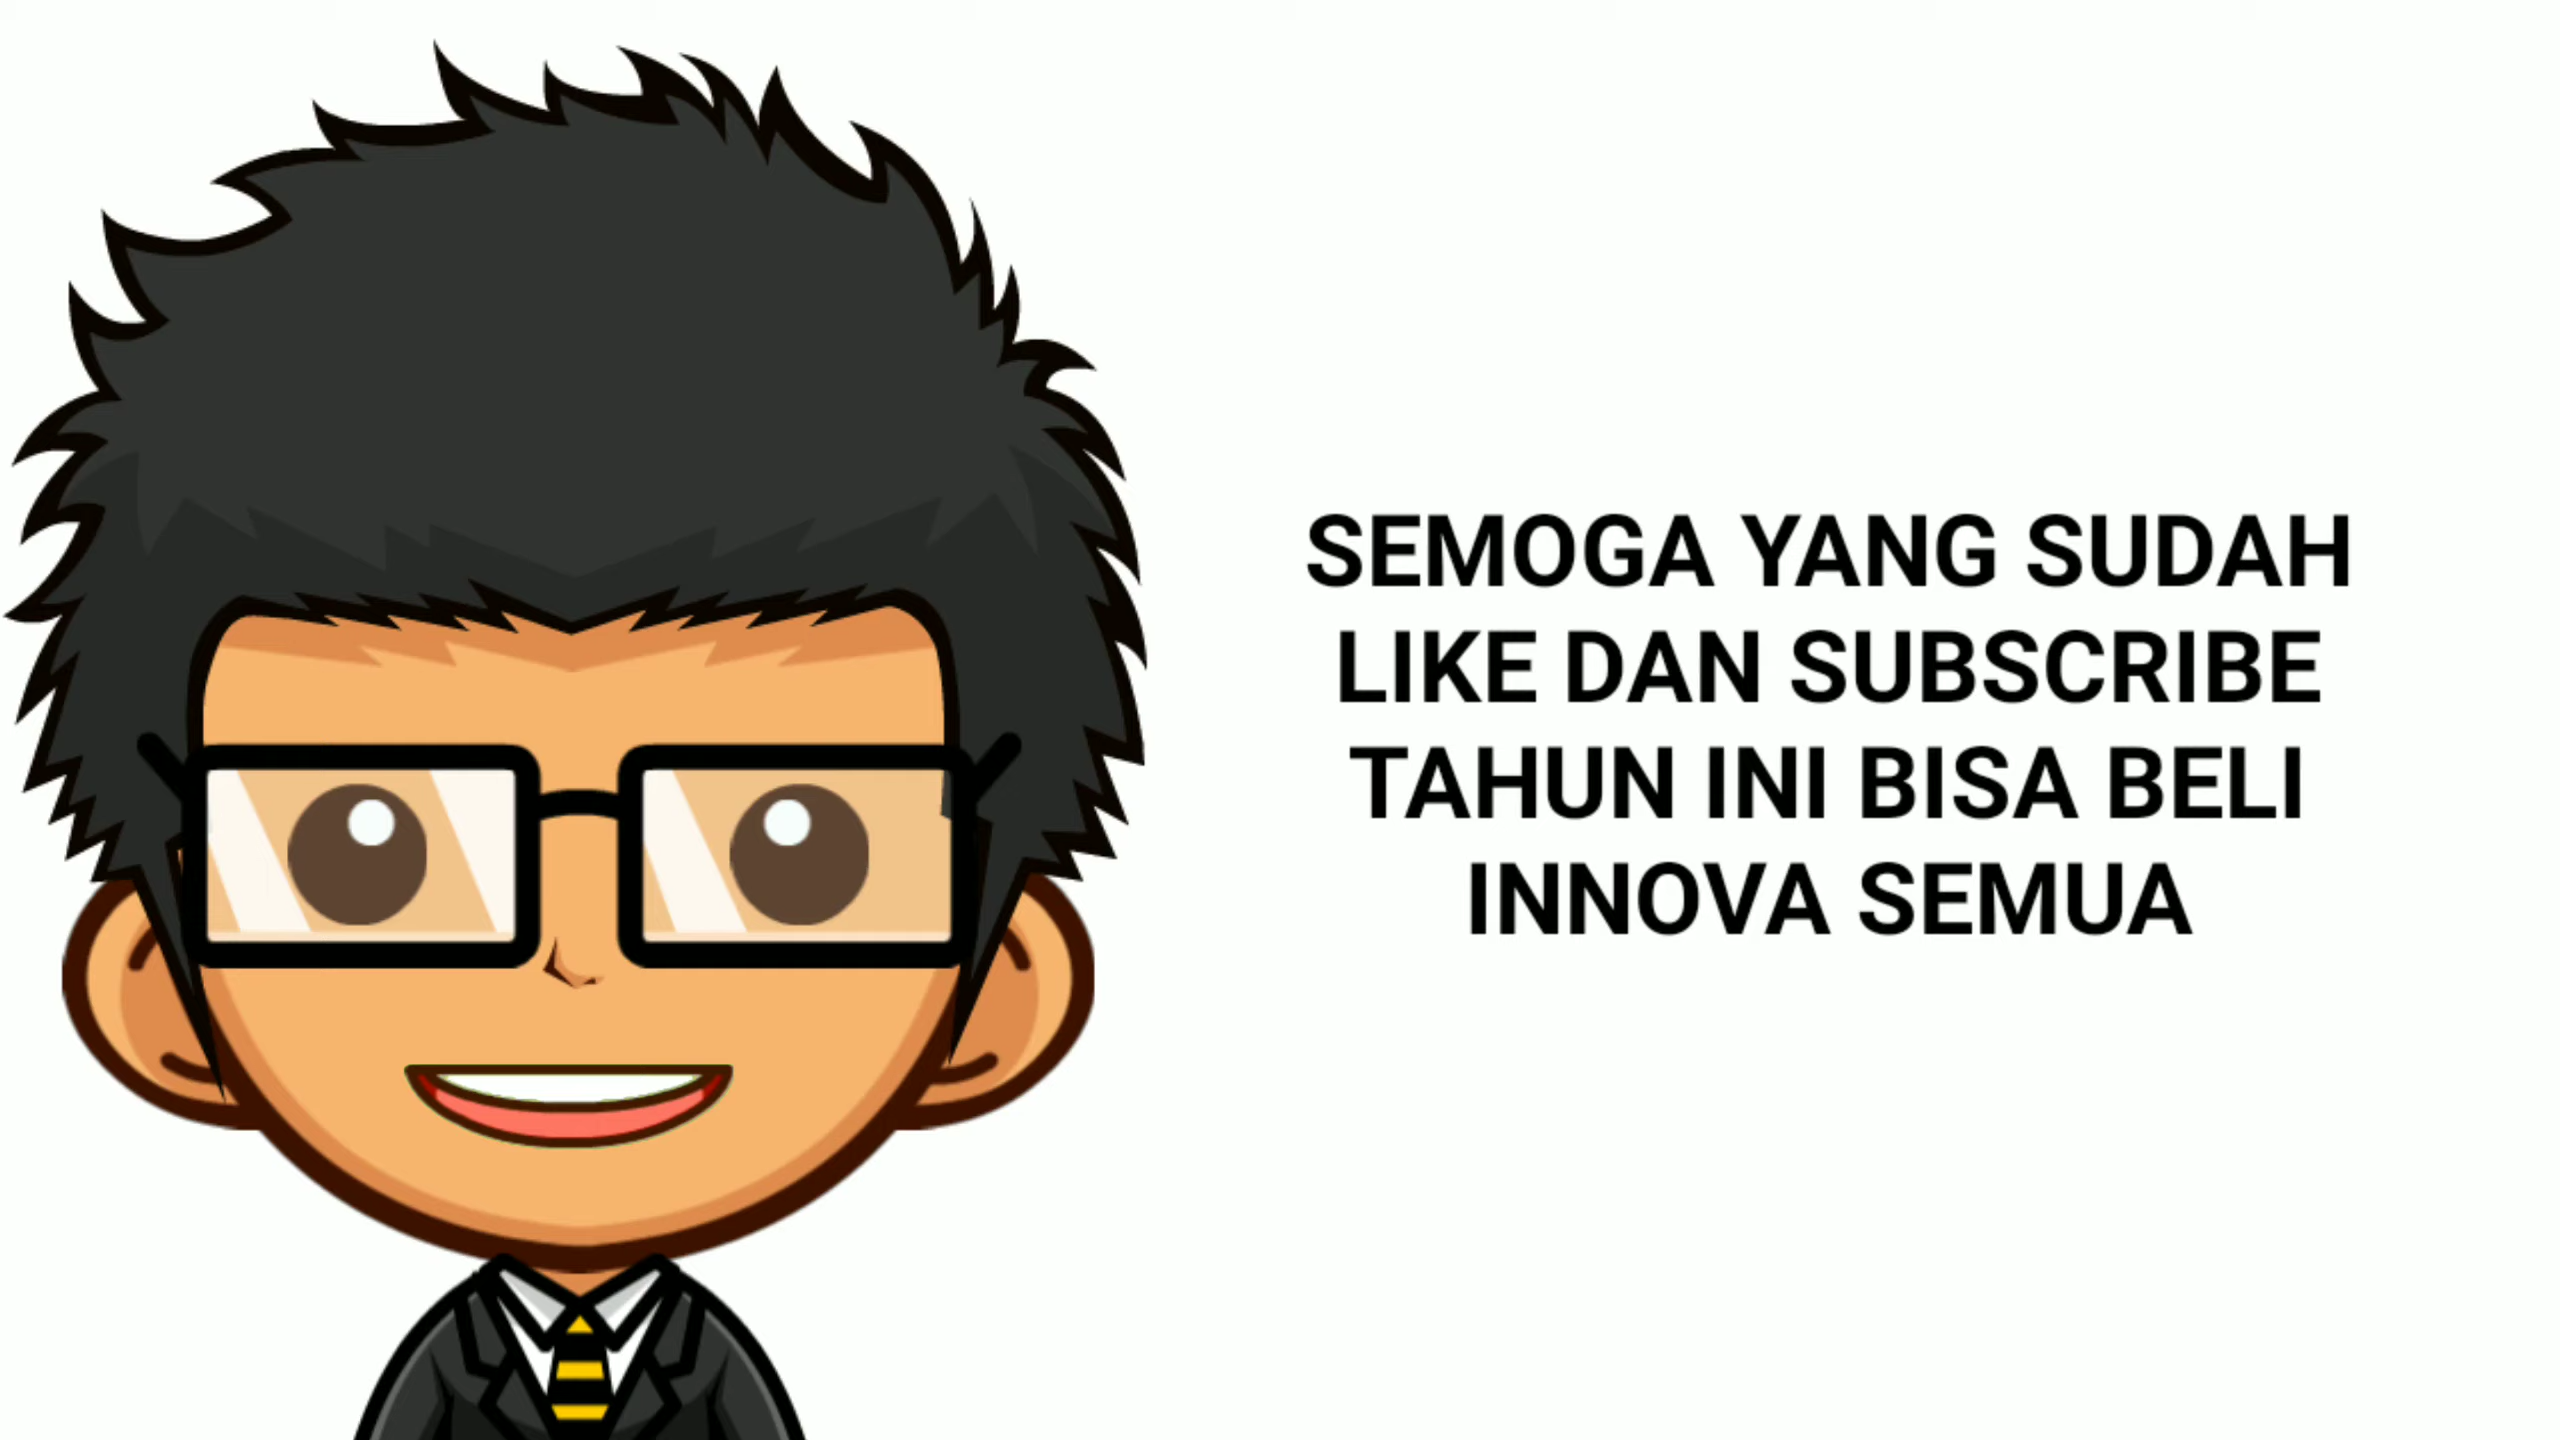 SEMOGA YANG SUDAH
LIKE DAN SUBSCRIBE
TAHUN INI BISA BELI
INNOVA SEMUA